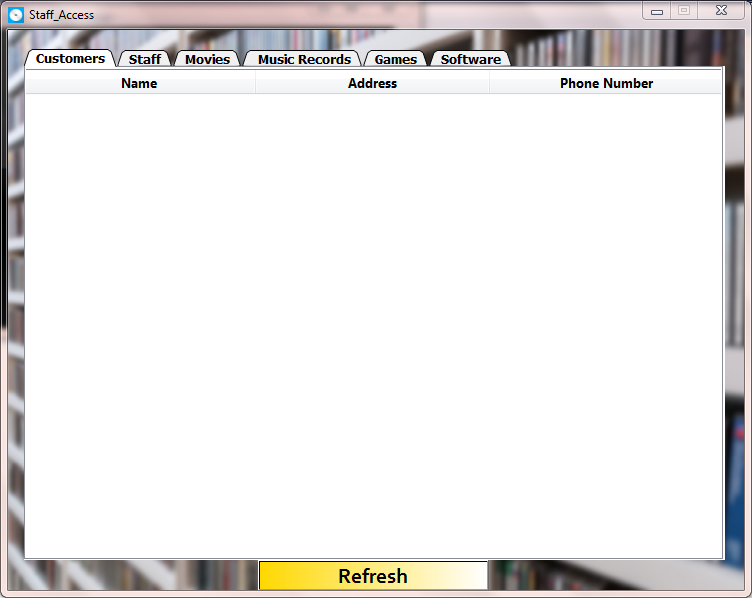 Staff_Access
Customers Staff Movies Music Records Games Software
Name Address Phone Number
Refresh